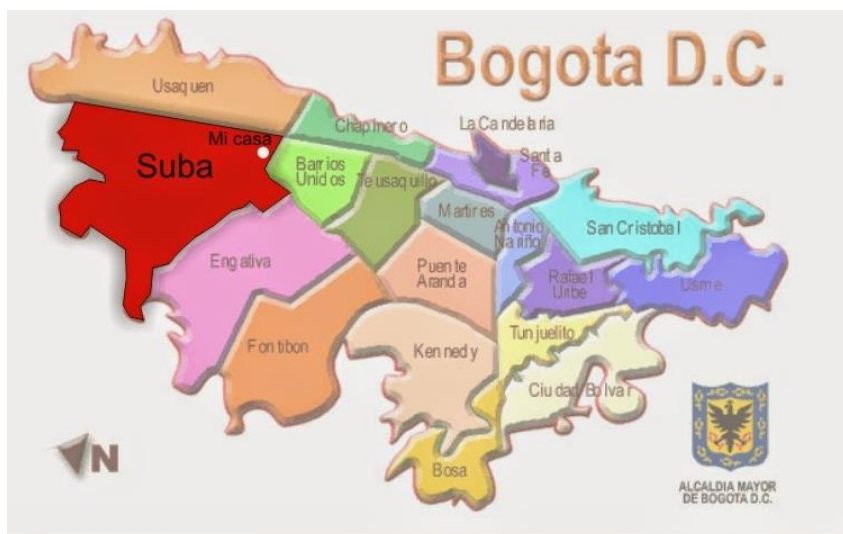 Bogota D.C.
Usaquen
Chapinero
La Candelaria
Mi casa
Suba
Barrios
Unidos
Teusaquillo
Santa
Fe
Martires
Antonio
Nariño
San Cristobal
Engativa
Puente
Aranda
Rafael
Uribe
Usme
Fontibon
Kennedy
Tunjuelito
Ciudad Bolivar
Bosa
N
ALCALDIA MAYOR
DE BOGOTA D.C.